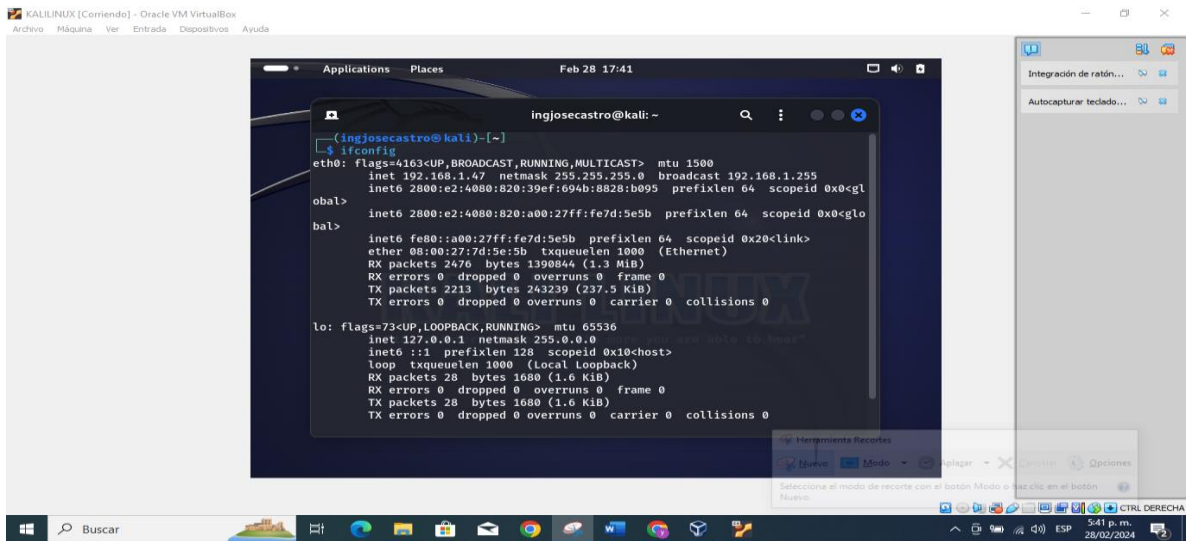 KALILINUX [Corriendo] - Oracle VM VirtualBox
Archivo Máquina Ver Entrada Dispositivos Ayuda
Applications Places Feb 28 17:41
Integración de ratón...
Autocapturar teclado...
ingjosecastro@kali: ~
(ingjosecastro㉿kali)-[~]
$ ifconfig
eth0: flags=4163<UP,BROADCAST,RUNNING,MULTICAST> mtu 1500
inet 192.168.1.47 netmask 255.255.255.0 broadcast 192.168.1.255
inet6 2800:e2:4080:820:39ef:694b:8828:b095 prefixlen 64 scopeid 0x0<gl
obal>
inet6 2800:e2:4080:820:a00:27ff:fe7d:5e5b prefixlen 64 scopeid 0x0<glo
bal>
inet6 fe80::a00:27ff:fe7d:5e5b prefixlen 64 scopeid 0x20<link>
ether 08:00:27:7d:5e:5b txqueuelen 1000 (Ethernet)
RX packets 2476 bytes 1390844 (1.3 MiB)
RX errors 0 dropped 0 overruns 0 frame 0
TX packets 2213 bytes 243239 (237.5 KiB)
TX errors 0 dropped 0 overruns 0 carrier 0 collisions 0
lo: flags=73<UP,LOOPBACK,RUNNING> mtu 65536
inet 127.0.0.1 netmask 255.0.0.0
inet6 ::1 prefixlen 128 scopeid 0x10<host>
loop txqueuelen 1000 (Local Loopback)
RX packets 28 bytes 1680 (1.6 KiB)
RX errors 0 dropped 0 overruns 0 frame 0
TX packets 28 bytes 1680 (1.6 KiB)
TX errors 0 dropped 0 overruns 0 carrier 0 collisions 0
Herramienta Recortes
Nuevo Modo Aplazar Cancelar Opciones
Selecciona el modo de recorte con el botón Modo o haz clic en el botón
Nuevo.
CTRL DERECHA
Buscar
ESP
5:41 p. m.
28/02/2024